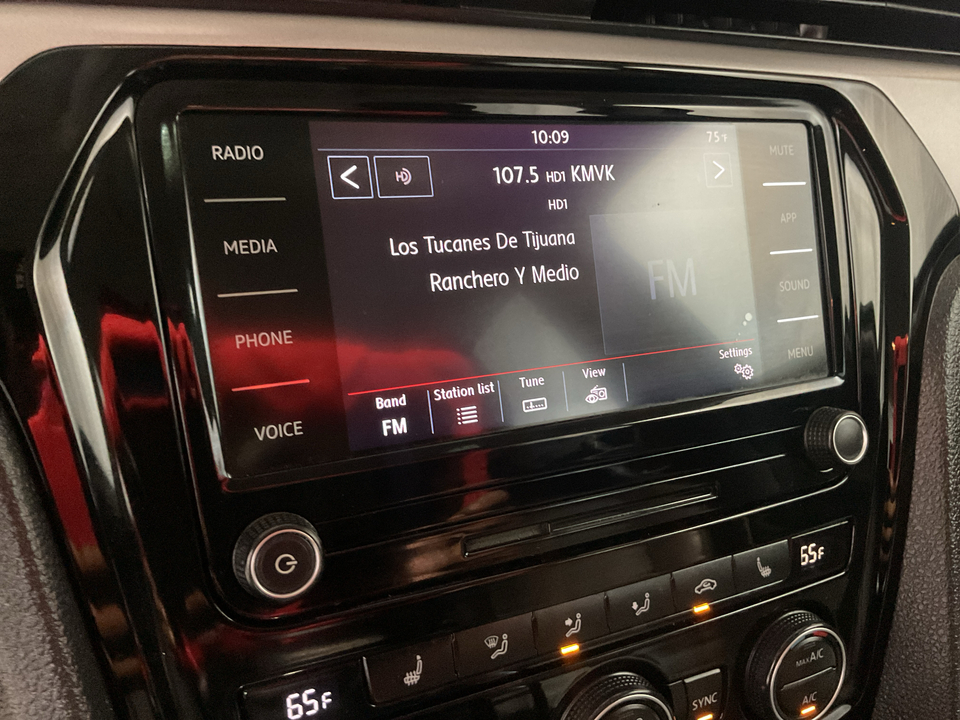 10:09
75°F
RADIO
MUTE
HD
107.5 HD1 KMVK
HD1
APP
MEDIA
Los Tucanes De Tijuana
Ranchero Y Medio
FM
SOUND
PHONE
MENU
Settings
View
Tune
Station list
Band
FM
VOICE
65F
65F
SYNC
MAX A/C
A/C